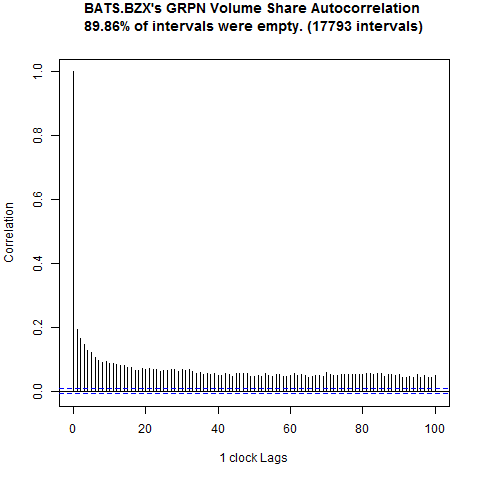 BATS.BZX's GRPN Volume Share Autocorrelation
89.86% of intervals were empty. (17793 intervals)
Correlation
1.0
0.8
0.6
0.4
0.2
0.0
0 20 40 60 80 100
1 clock Lags